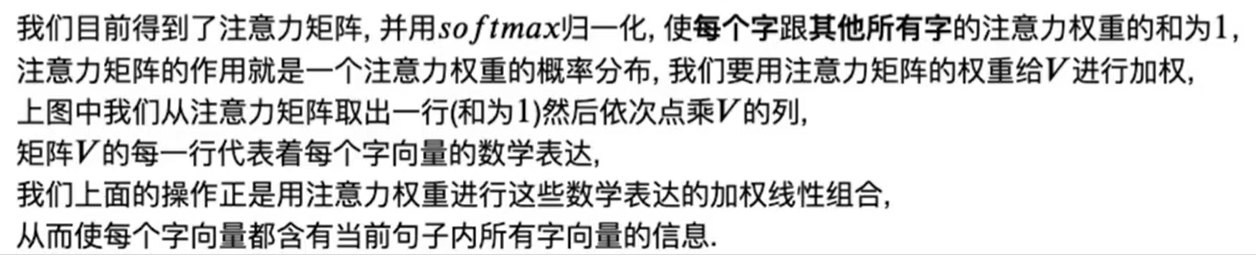 我们目前得到了注意力矩阵, 并用softmax归一化, 使每个字跟其他所有字的注意力权重的和为1,
注意力矩阵的作用就是一个注意力权重的概率分布, 我们要用注意力矩阵的权重给V进行加权,
上图中我们从注意力矩阵取出一行(和为1)然后依次点乘V的列,
矩阵V的每一行代表着每个字向量的数学表达,
我们上面的操作正是用注意力权重进行这些数学表达的加权线性组合,
从而使每个字向量都含有当前句子内所有字向量的信息.